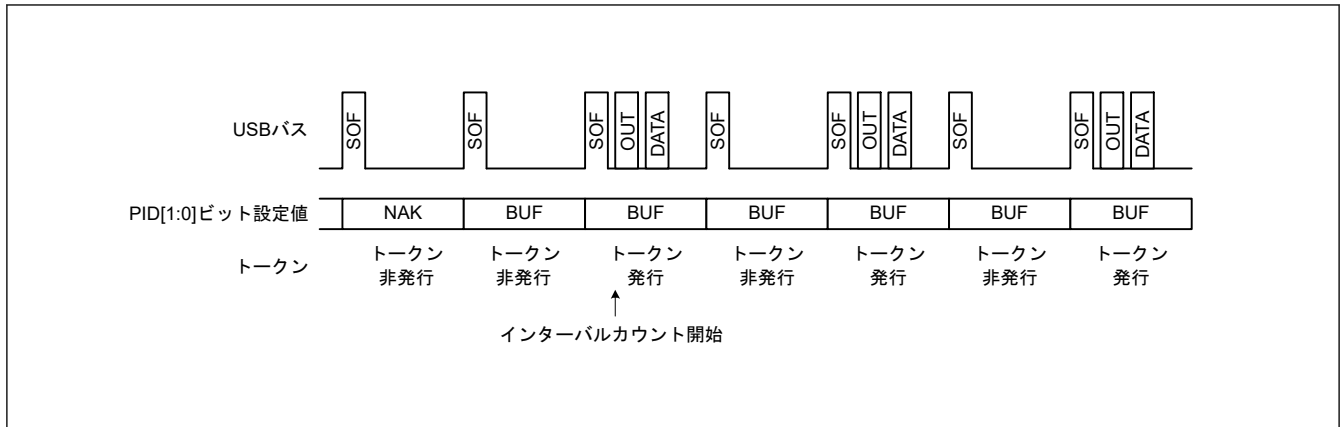 USBバス
SOF SOF SOF OUT DATA SOF SOF OUT DATA SOF SOF OUT DATA
PID[1:0]ビット設定値 NAK BUF BUF BUF BUF BUF BUF
トークン
トークン トークン トークン トークン トークン トークン トークン
非発行 非発行 発行 非発行 発行 非発行 発行
インターバルカウント開始